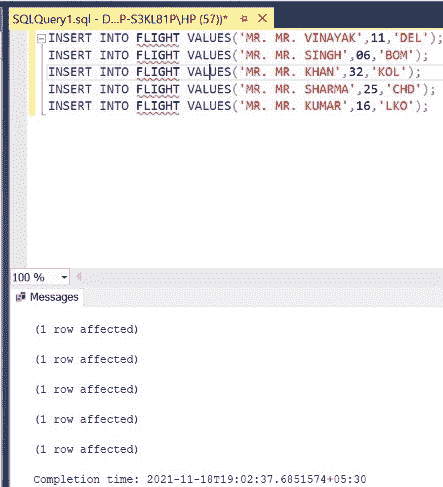 SQLQuery1.sql - D...P-S3KL81P\HP (57))*
INSERT INTO FLIGHT VALUES('MR. MR. VINAYAK',11,'DEL');
INSERT INTO FLIGHT VALUES('MR. MR. SINGH',06,'BOM');
INSERT INTO FLIGHT VALUES('MR. MR. KHAN',32,'KOL');
INSERT INTO FLIGHT VALUES('MR. MR. SHARMA',25,'CHD');
INSERT INTO FLIGHT VALUES('MR. MR. KUMAR',16,'LKO');
100 %
Messages
(1 row affected)
(1 row affected)
(1 row affected)
(1 row affected)
(1 row affected)
Completion time: 2021-11-18T19:02:37.6851574+05:30